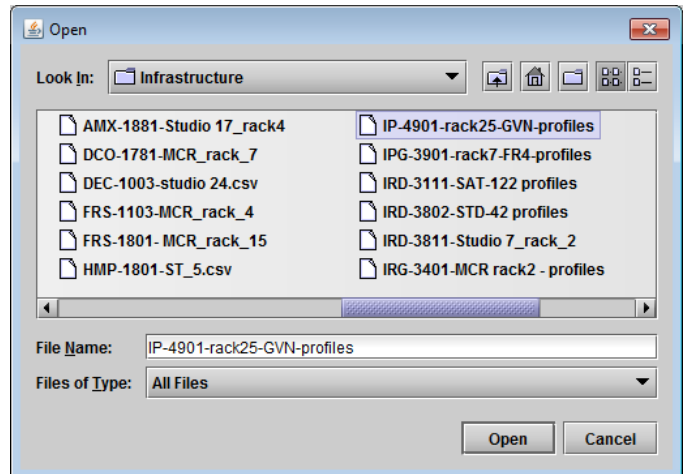 Open
Look In: Infrastructure
AMX-1881-Studio 17_rack4
DCO-1781-MCR_rack_7
DEC-1003-studio 24.csv
FRS-1103-MCR_rack_4
FRS-1801- MCR_rack_15
HMP-1801-ST_5.csv
IP-4901-rack25-GVN-profiles
IPG-3901-rack7-FR4-profiles
IRD-3111-SAT-122 profiles
IRD-3802-STD-42 profiles
IRD-3811-Studio 7_rack_2
IRG-3401-MCR rack2 - profiles
File Name: IP-4901-rack25-GVN-profiles
Files of Type: All Files
Open Cancel